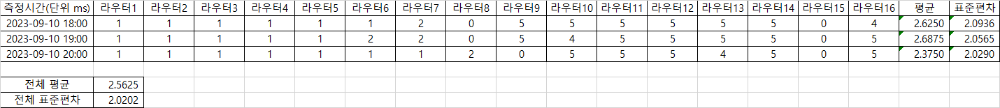 측정시간(단위 ms) 라우터1 라우터2 라우터3 라우터4 라우터5 라우터6 라우터7 라우터8 라우터9 라우터10 라우터11 라우터12 라우터13 라우터14 라우터15 라우터16 평균 표준편차
2023-09-10 18:00 1 1 1 1 1 1 2 0 5 5 5 5 5 5 0 4 2.6250 2.0936
2023-09-10 19:00 1 1 1 1 1 2 2 0 5 4 5 5 5 5 0 5 2.6875 2.0565
2023-09-10 20:00 1 1 1 1 1 1 1 2 0 5 5 5 4 5 0 5 2.3750 2.0290
전체 평균 2.5625
전체 표준편차 2.0202